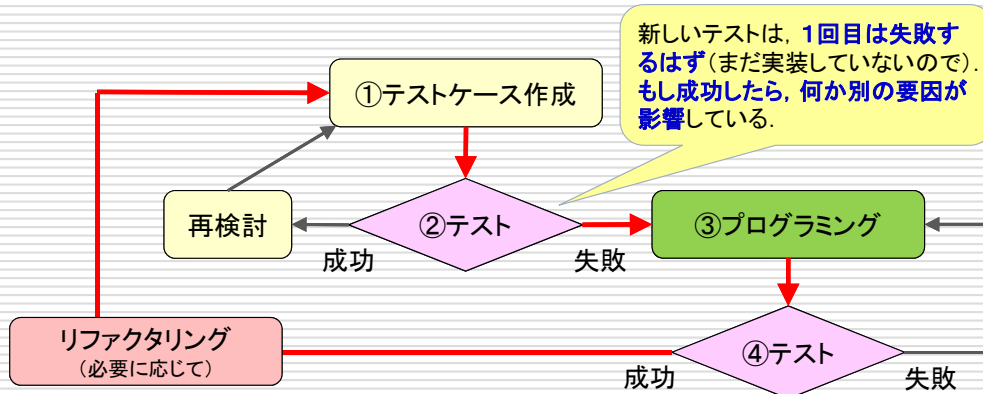 新しいテストは，１回目は失敗す
るはず（まだ実装していないので）．
もし成功したら，何か別の要因が
影響している．
①テストケース作成
再検討
②テスト
③プログラミング
成功
失敗
リファクタリング
（必要に応じて）
④テスト
成功
失敗